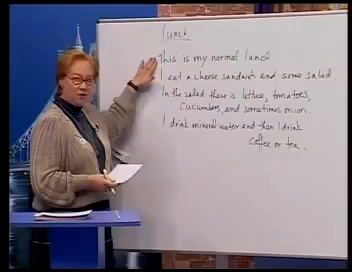 Lunch
This is my normal lunch.
I eat a cheese sandwich and some salad.
In the salad there is lettuce, tomatoes,
cucumbers, and sometimes onion.
I drink mineral water and then I drink
coffee or tea.